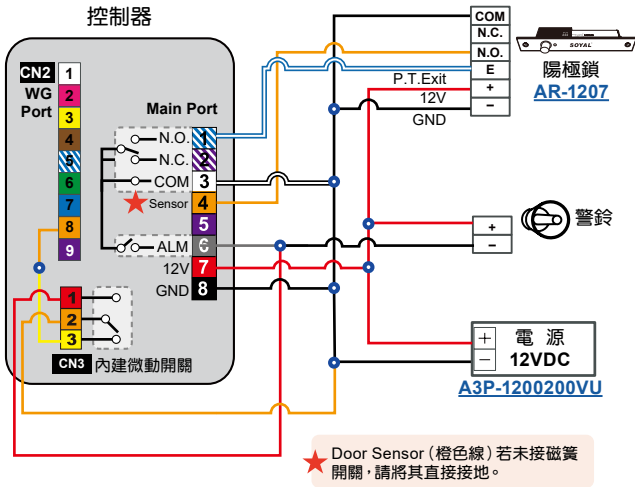 控制器
CN2
WG
Port
1
2
3
4
5
6
7
8
9
Main Port
N.O.
N.C.
COM
Sensor
ALM
12V
GND
1
2
3
4
5
6
7
8
1
2
3
CN3 內建微動開關
COM
N.C.
N.O.
E
+
−
P.T.Exit
12V
GND
SOYAL
陽極鎖
AR-1207
+
−
警鈴
+
−
電 源
12VDC
A3P-1200200VU
Door Sensor (橙色線) 若未接磁簧
開關,請將其直接接地。